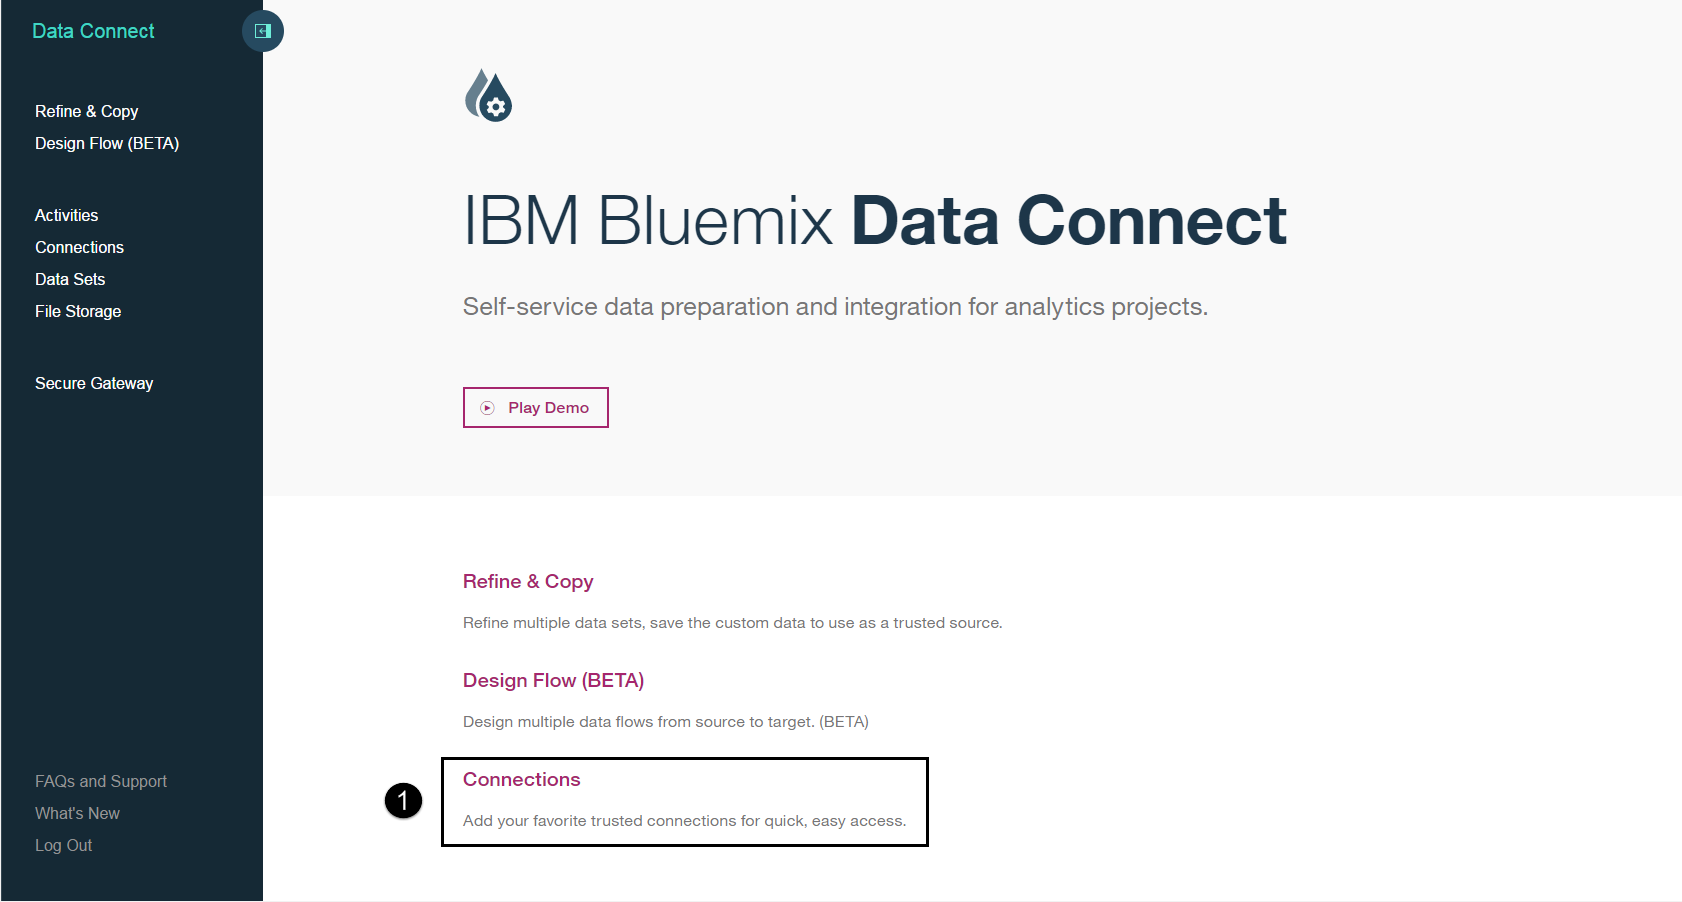 Data Connect
Refine & Copy
Design Flow (BETA)
Activities
Connections
Data Sets
File Storage
Secure Gateway
FAQs and Support
What's New
Log Out
IBM Bluemix Data Connect
Self-service data preparation and integration for analytics projects.
Play Demo
Refine & Copy
Refine multiple data sets, save the custom data to use as a trusted source.
Design Flow (BETA)
Design multiple data flows from source to target. (BETA)
1
Connections
Add your favorite trusted connections for quick, easy access.